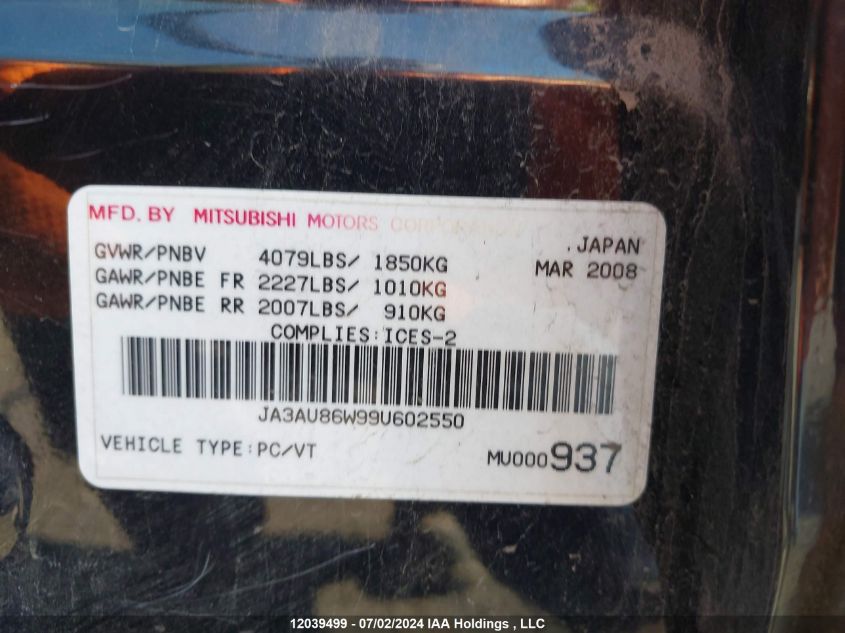 MFD. BY MITSUBISHI MOTORS CORPORATION
.JAPAN
GVWR/PNBV 4079LBS/ 1850KG
MAR 2008
GAWR/PNBE FR 2227LBS/ 1010KG
GAWR/PNBE RR 2007LBS/ 910KG
COMPLIES:ICES-2
JA3AU86W99U602550
VEHICLE TYPE:PC/VT
MU000937
12039499 - 07/02/2024 IAA Holdings , LLC